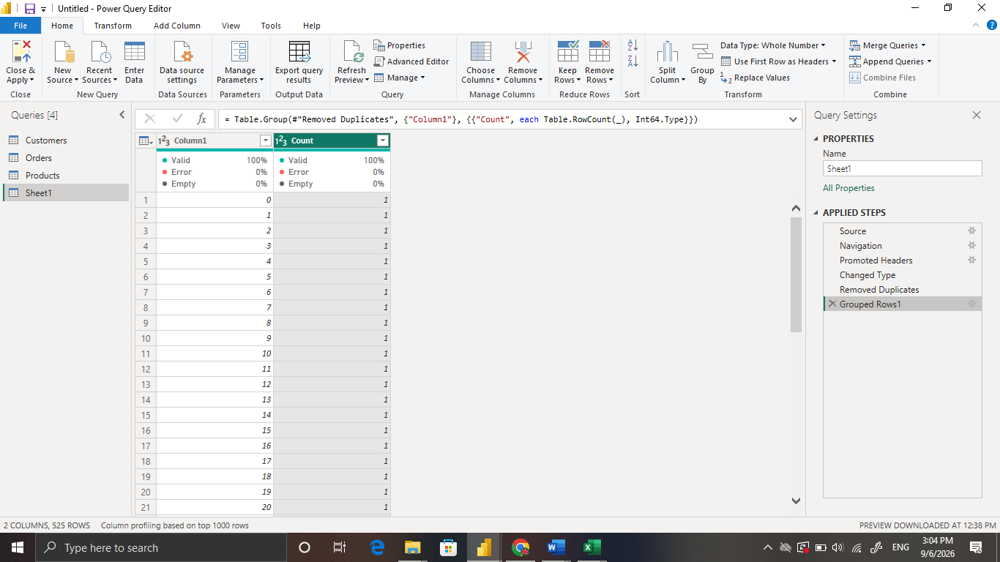 Untitled - Power Query Editor
File Home Transform Add Column View Tools Help
Close & Apply
New Source
Recent Sources
Enter Data
Data source settings
Manage Parameters
Export query results
Refresh Preview
Properties
Advanced Editor
Manage
Choose Columns
Remove Columns
Keep Rows
Remove Rows
Split Column
Group By
Data Type: Whole Number
Use First Row as Headers
Replace Values
Merge Queries
Append Queries
Combine Files
Close New Query Data Sources Parameters Output Data Query Manage Columns Reduce Rows Sort Transform Combine
Queries [4]
Customers
Orders
Products
Sheet1
= Table.Group(#"Removed Duplicates", {"Column1"}, {{"Count", each Table.RowCount(_), Int64.Type}})
Column1 Count
Valid 100% Valid 100%
Error 0% Error 0%
Empty 0% Empty 0%
1 0 1
2 1 1
3 2 1
4 3 1
5 4 1
6 5 1
7 6 1
8 7 1
9 8 1
10 9 1
11 10 1
12 11 1
13 12 1
14 13 1
15 14 1
16 15 1
17 16 1
18 17 1
19 18 1
20 19 1
21 20 1
Query Settings
PROPERTIES
Name
Sheet1
All Properties
APPLIED STEPS
Source
Navigation
Promoted Headers
Changed Type
Removed Duplicates
Grouped Rows1
2 COLUMNS, 525 ROWS Column profiling based on top 1000 rows PREVIEW DOWNLOADED AT 12:38 PM
Type here to search
ENG
3:04 PM
9/6/2026